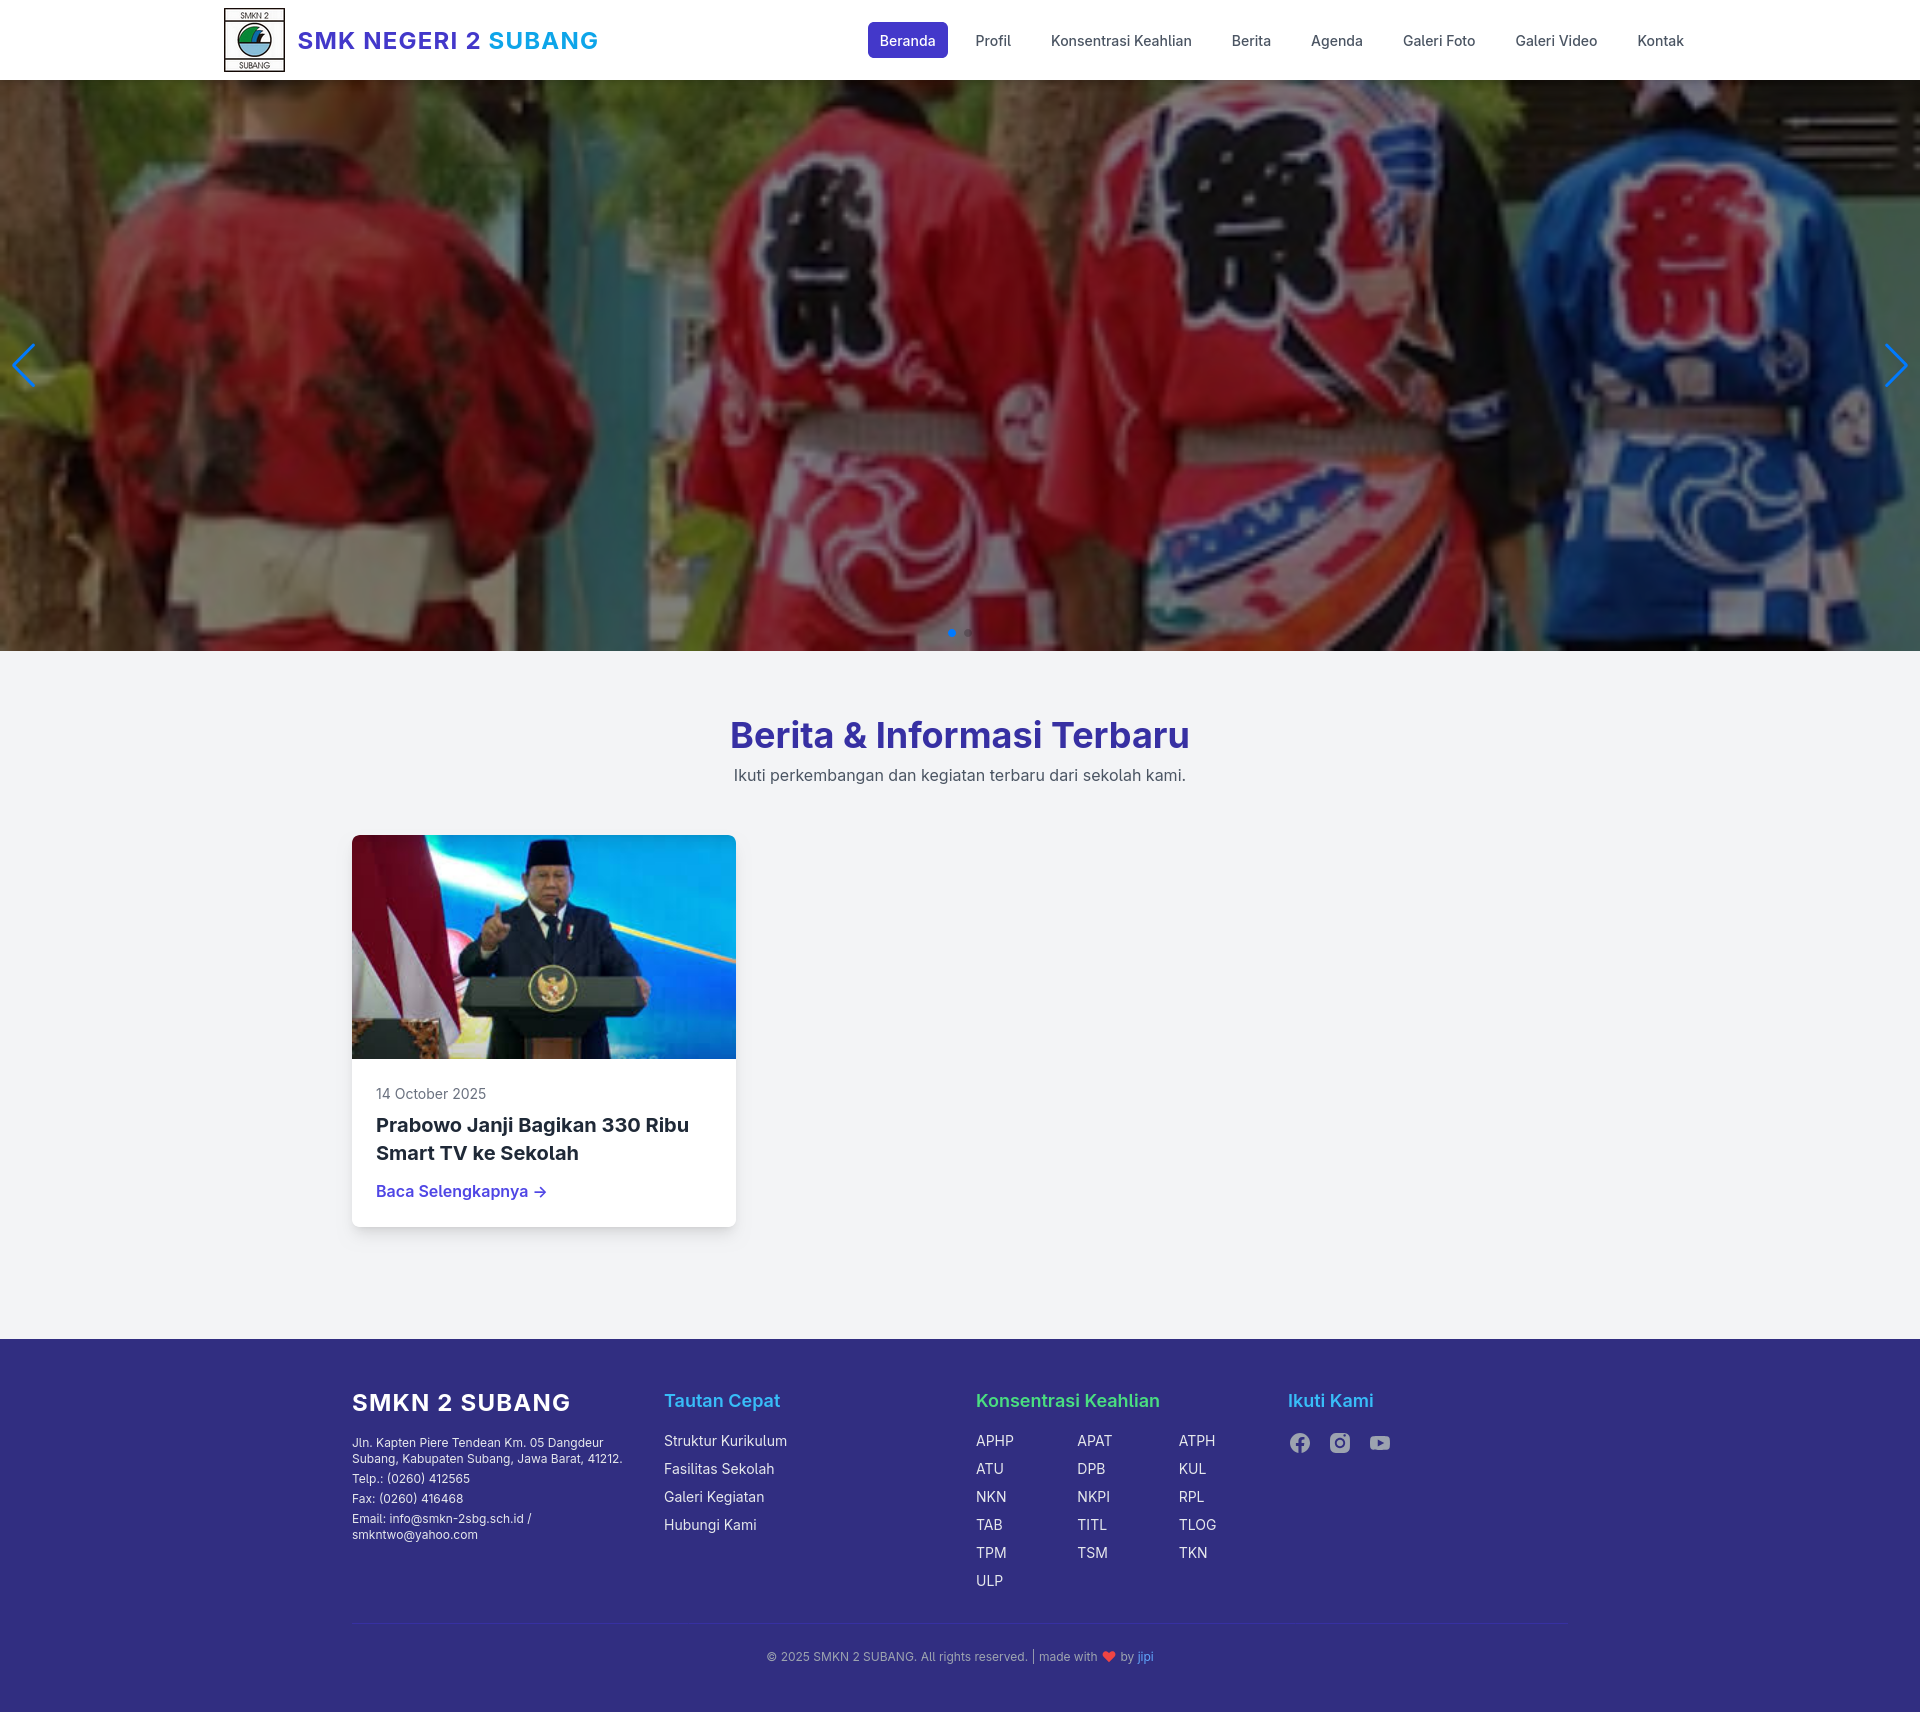 SMKN 2
SUBANG
SMK NEGERI 2 SUBANG
Beranda
Profil
Konsentrasi Keahlian
Berita
Agenda
Galeri Foto
Galeri Video
Kontak
祭
祭
祭
Berita & Informasi Terbaru
Ikuti perkembangan dan kegiatan terbaru dari sekolah kami.
14 October 2025
Prabowo Janji Bagikan 330 Ribu
Smart TV ke Sekolah
Baca Selengkapnya →
SMKN 2 SUBANG
Jln. Kapten Piere Tendean Km. 05 Dangdeur
Subang, Kabupaten Subang, Jawa Barat, 41212.
Telp.: (0260) 412565
Fax: (0260) 416468
Email: info@smkn-2sbg.sch.id /
smkntwo@yahoo.com
Tautan Cepat
Struktur Kurikulum
Fasilitas Sekolah
Galeri Kegiatan
Hubungi Kami
Konsentrasi Keahlian
APHP APAT ATPH
ATU DPB KUL
NKN NKPI RPL
TAB TITL TLOG
TPM TSM TKN
ULP
Ikuti Kami
© 2025 SMKN 2 SUBANG. All rights reserved. | made with ❤ by jipi